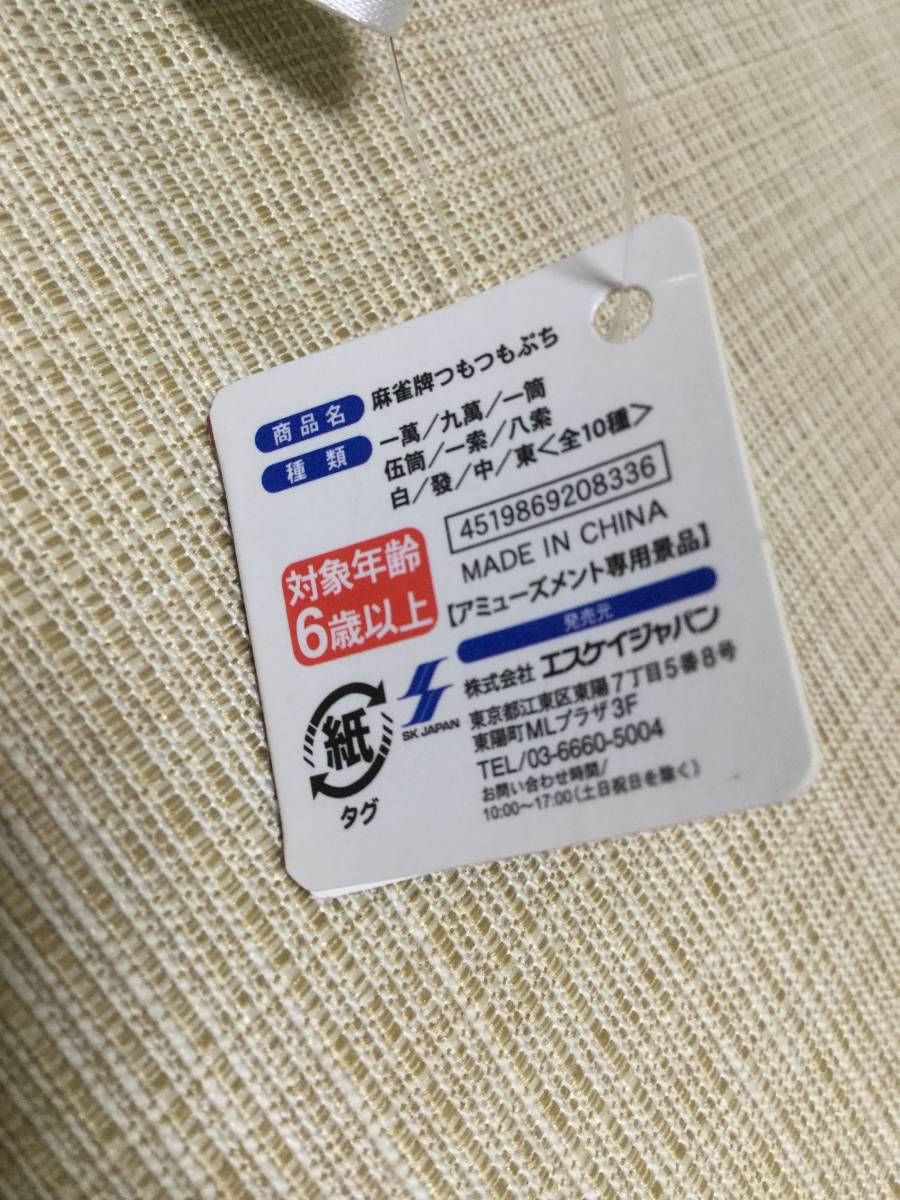 商品名 麻雀牌つもつもぷち
種類 一萬／九萬／一筒
伍筒／一索／八索
白／發／中／東＜全10種＞
4519869208336
MADE IN CHINA
対象年齢
6歳以上
【アミューズメント専用景品】
発売元
株式会社 エスケイジャパン
東京都江東区東陽7丁目5番8号
東陽町MLプラザ3F
TEL/03-6660-5004
お問い合わせ時間/
10:00～17:00(土日祝日を除く)
SK JAPAN
紙
タグ